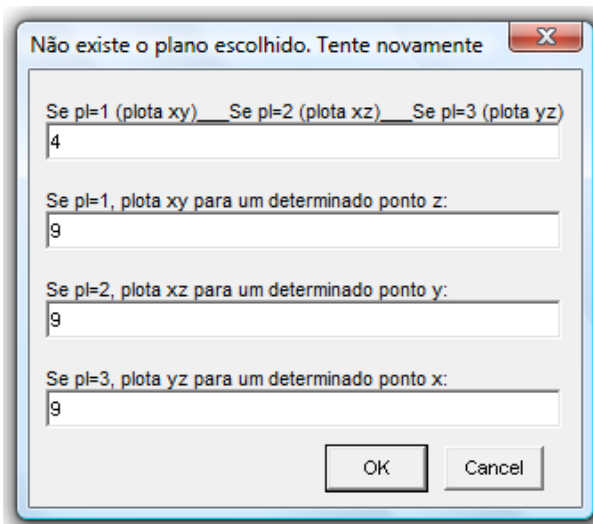 Não existe o plano escolhido. Tente novamente
Se pl=1 (plota xy)___Se pl=2 (plota xz)___Se pl=3 (plota yz)
4
Se pl=1, plota xy para um determinado ponto z:
9
Se pl=2, plota xz para um determinado ponto y:
9
Se pl=3, plota yz para um determinado ponto x:
9
OK Cancel